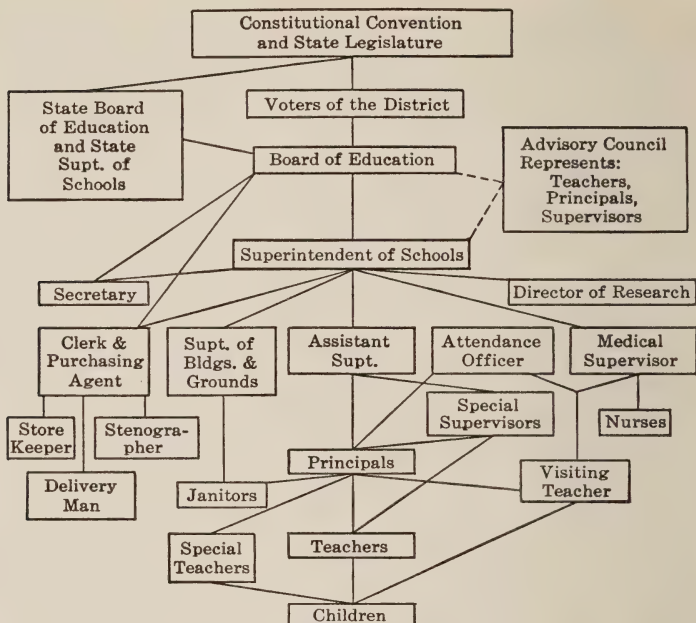 Constitutional Convention
and State Legislature
State Board
of Education
and State
Supt. of
Schools
Voters of the District
Board of Education
Advisory Council
Represents:
Teachers,
Principals,
Supervisors
Superintendent of Schools
Secretary
Director of Research
Clerk &
Purchasing
Agent
Supt. of
Bldgs. &
Grounds
Assistant
Supt.
Attendance
Officer
Medical
Supervisor
Store
Keeper
Stenogra-
pher
Special
Supervisors
Nurses
Delivery
Man
Janitors
Principals
Visiting
Teacher
Special
Teachers
Teachers
Children